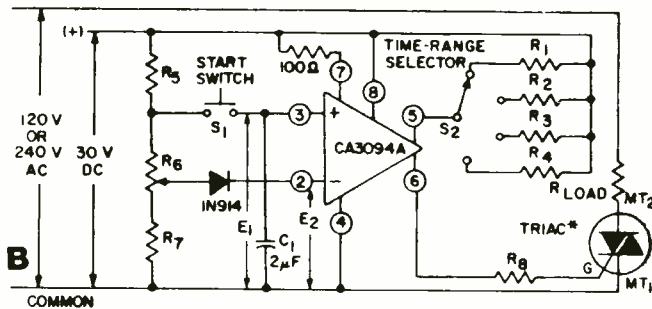 (+)
120 V
OR
240 V
AC
30 V
DC
R5
R6
R7
START
SWITCH
S1
1N914
E1
C1
2µF
E2
100Ω
7
8
3
+
2
−
CA3094A
4
5
6
TIME-RANGE
SELECTOR
S2
R1
R2
R3
R4
RLOAD
MT2
TRIAC*
G
MT1
R8
B
COMMON